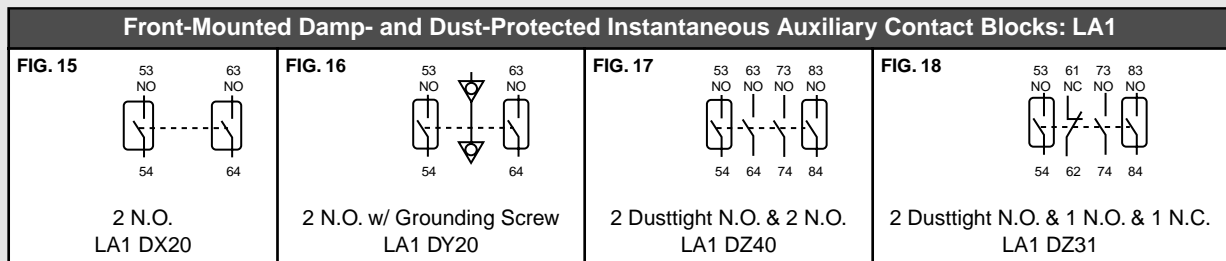 Front-Mounted Damp- and Dust-Protected Instantaneous Auxiliary Contact Blocks: LA1
FIG. 15
53 63
NO NO
54 64
2 N.O.
LA1 DX20
FIG. 16
53 63
NO NO
54 64
2 N.O. w/ Grounding Screw
LA1 DY20
FIG. 17
53 63 73 83
NO NO NO NO
54 64 74 84
2 Dusttight N.O. & 2 N.O.
LA1 DZ40
FIG. 18
53 61 73 83
NO NC NO NO
54 62 74 84
2 Dusttight N.O. & 1 N.O. & 1 N.C.
LA1 DZ31